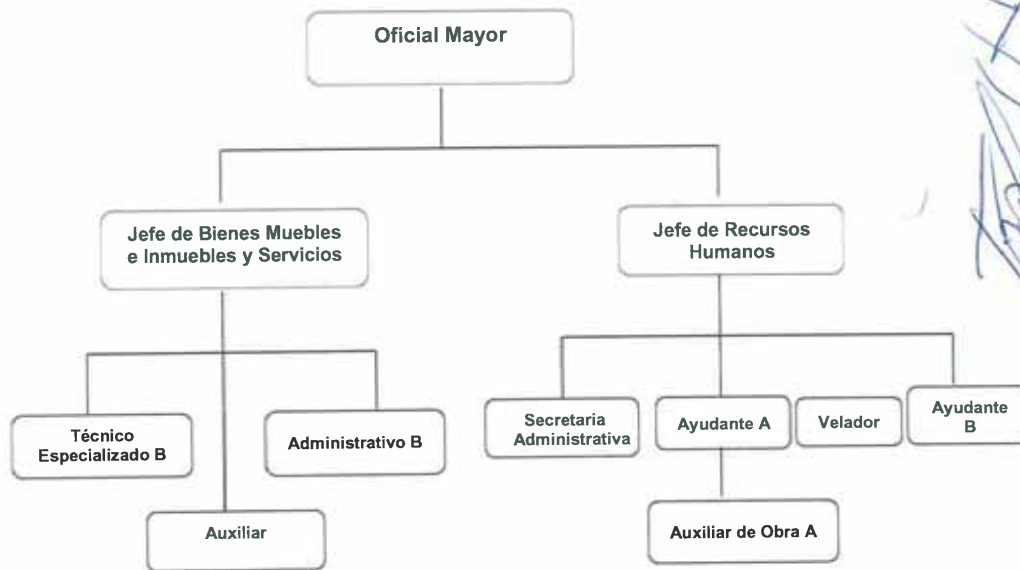 Oficial Mayor
Jefe de Bienes Muebles
e Inmuebles y Servicios
Jefe de Recursos
Humanos
Técnico
Especializado B
Administrativo B
Auxiliar
Secretaria
Administrativa
Ayudante A
Velador
Ayudante
B
Auxiliar de Obra A